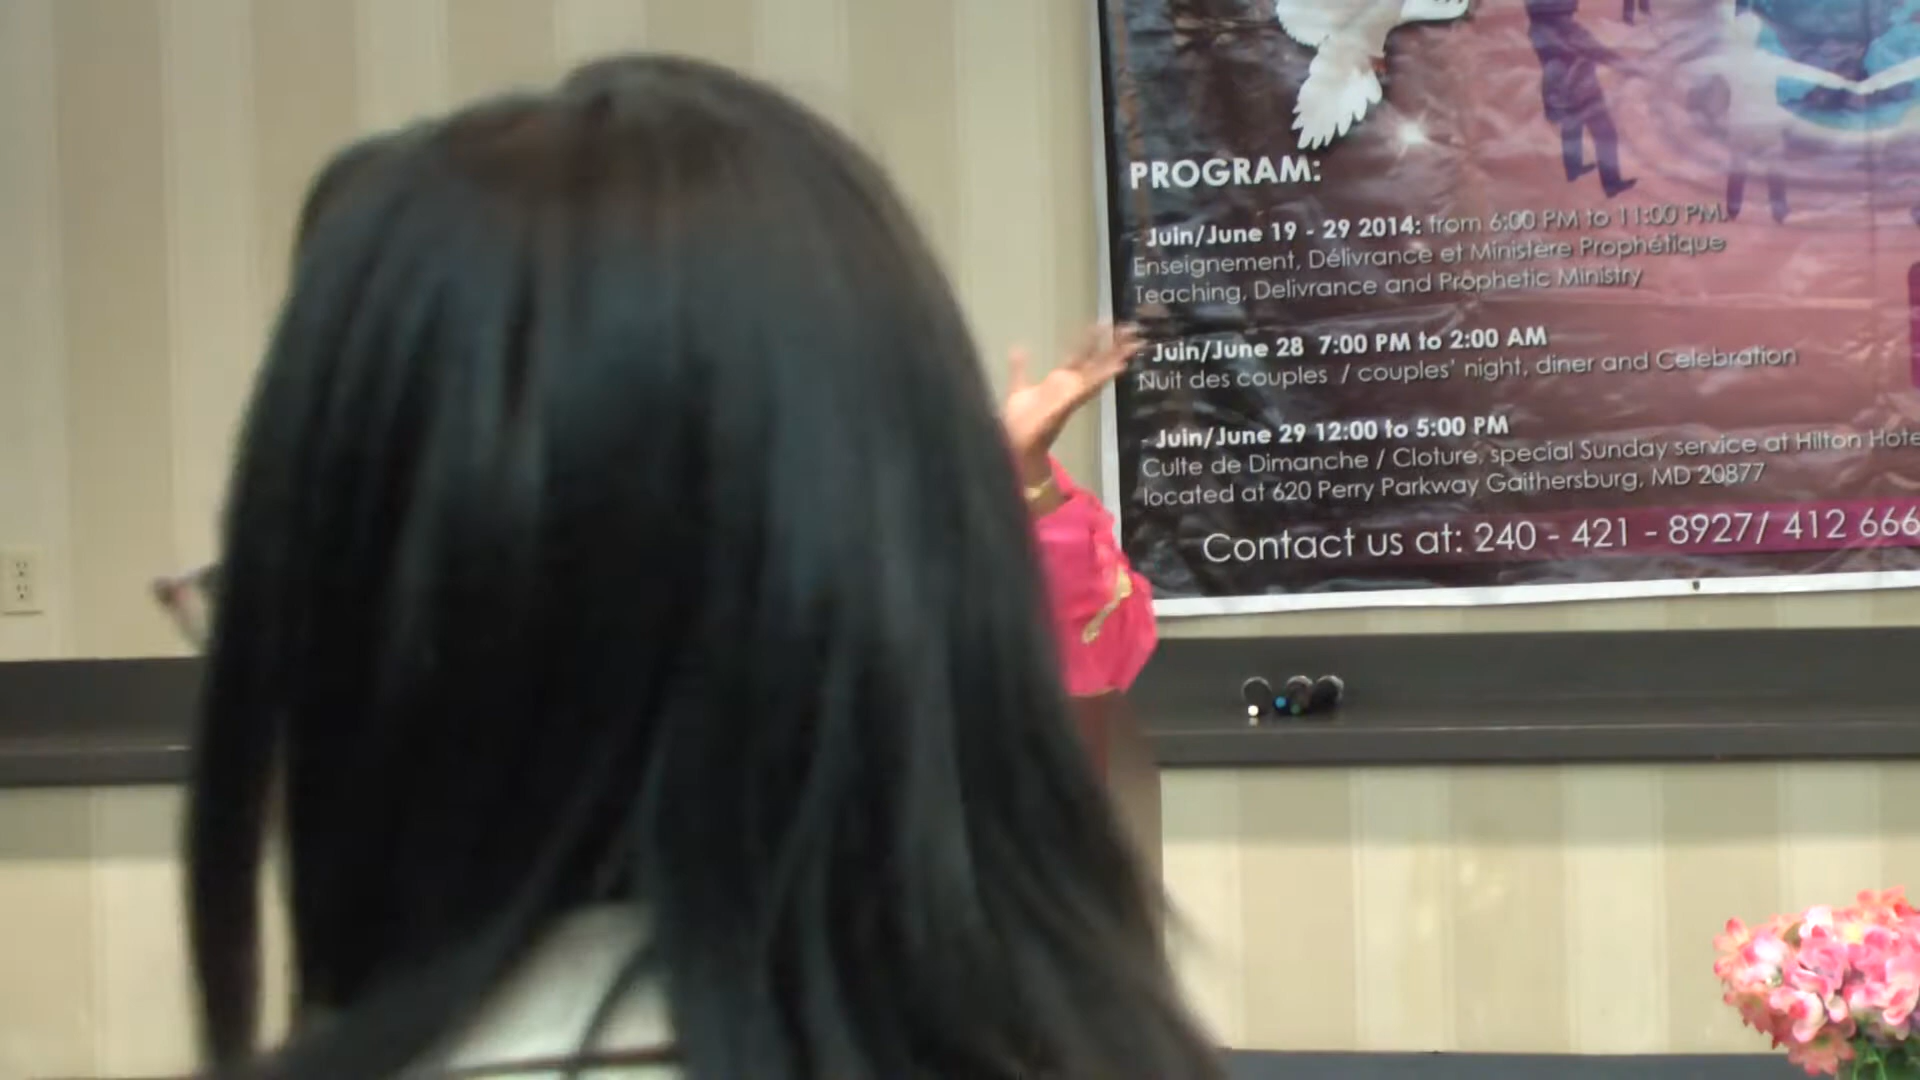 PROGRAM:
- Juin/June 19 - 29 2014: from 6:00 PM to 11:00 PM.
Enseignement, Délivrance et Ministère Prophétique
Teaching, Delivrance and Prophetic Ministry
- Juin/June 28 7:00 PM to 2:00 AM
Nuit des couples / couples' night, diner and Celebration
- Juin/June 29 12:00 to 5:00 PM
Culte de Dimanche / Cloture, special Sunday service at Hilton Hote
located at 620 Perry Parkway Gaithersburg, MD 20877
Contact us at: 240 - 421 - 8927/ 412 666